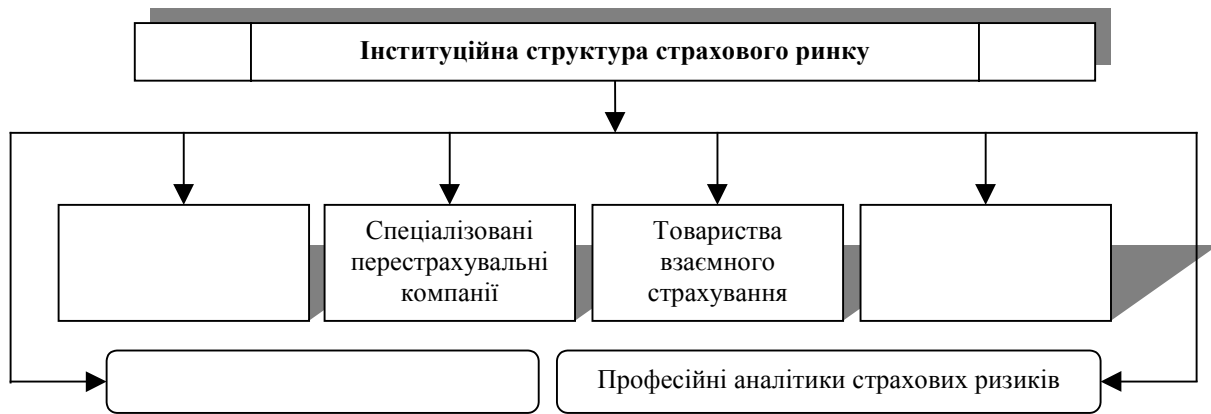 Інституційна структура страхового ринку
Спеціалізовані
перестрахувальні
компанії
Товариства
взаємного
страхування
Професійні аналітики страхових ризиків